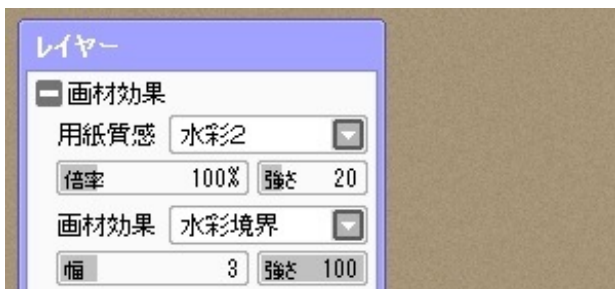 レイヤー
画材効果
用紙質感 水彩2
倍率 100% 強さ 20
画材効果 水彩境界
幅 3 強さ 100